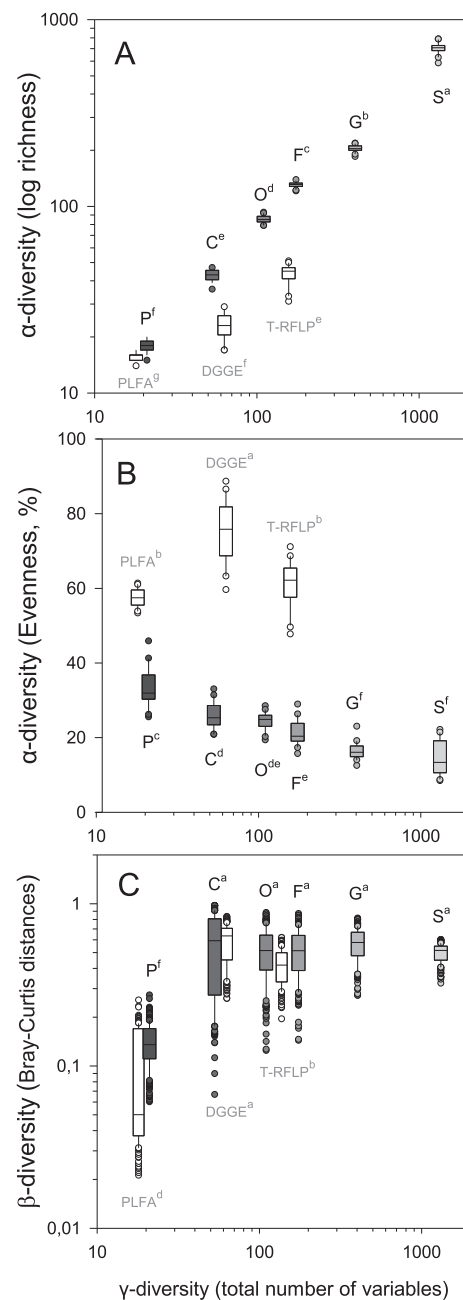 α-diversity (log richness)
1000
100
10
A
S^a
G^b
F^c
O^d
C^e
P^f
T-RFLP^e
DGGE^f
PLFA^g
10
100
1000
α-diversity (Evenness, %)
100
80
60
40
20
0
B
DGGE^a
T-RFLP^b
PLFA^b
P^c
C^d
O^de
F^e
G^f
S^f
10
100
1000
β-diversity (Bray-Curtis distances)
1
0,1
0,01
C
C^a
O^a
F^a
G^a
S^a
P^f
T-RFLP^b
DGGE^a
PLFA^d
10
100
1000
γ-diversity (total number of variables)